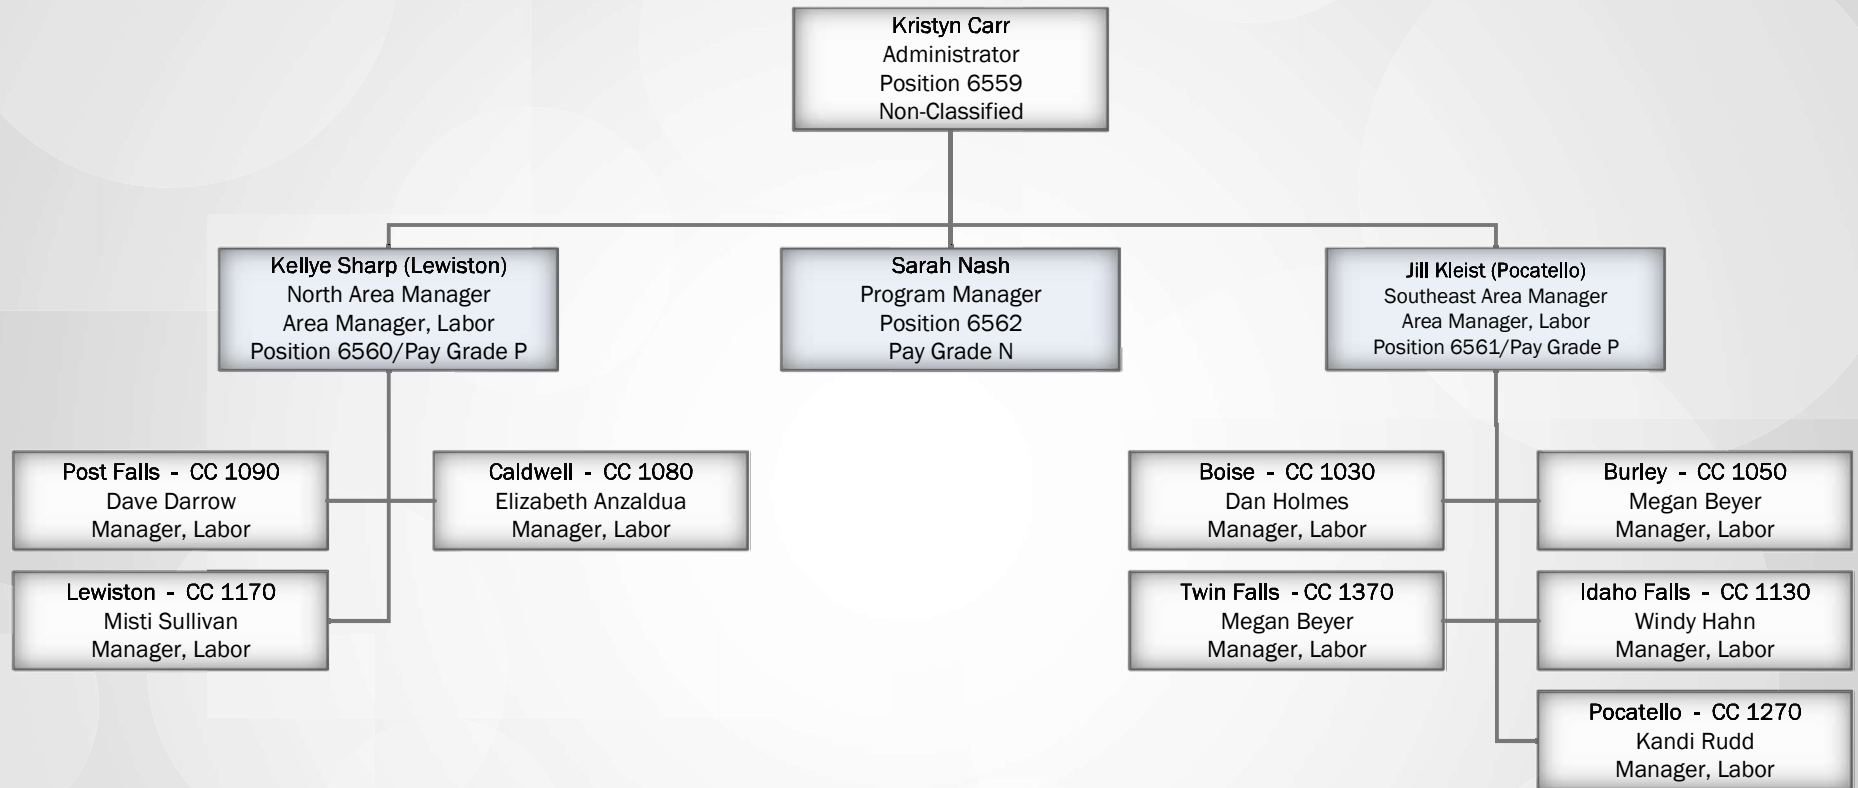 Kristyn Carr
Administrator
Position 6559
Non-Classified
Kellye Sharp (Lewiston)
North Area Manager
Area Manager, Labor
Position 6560/Pay Grade P
Sarah Nash
Program Manager
Position 6562
Pay Grade N
Jill Kleist (Pocatello)
Southeast Area Manager
Area Manager, Labor
Position 6561/Pay Grade P
Post Falls - CC 1090
Dave Darrow
Manager, Labor
Caldwell - CC 1080
Elizabeth Anzaldua
Manager, Labor
Boise - CC 1030
Dan Holmes
Manager, Labor
Burley - CC 1050
Megan Beyer
Manager, Labor
Lewiston - CC 1170
Misti Sullivan
Manager, Labor
Twin Falls - CC 1370
Megan Beyer
Manager, Labor
Idaho Falls - CC 1130
Windy Hahn
Manager, Labor
Pocatello - CC 1270
Kandi Rudd
Manager, Labor